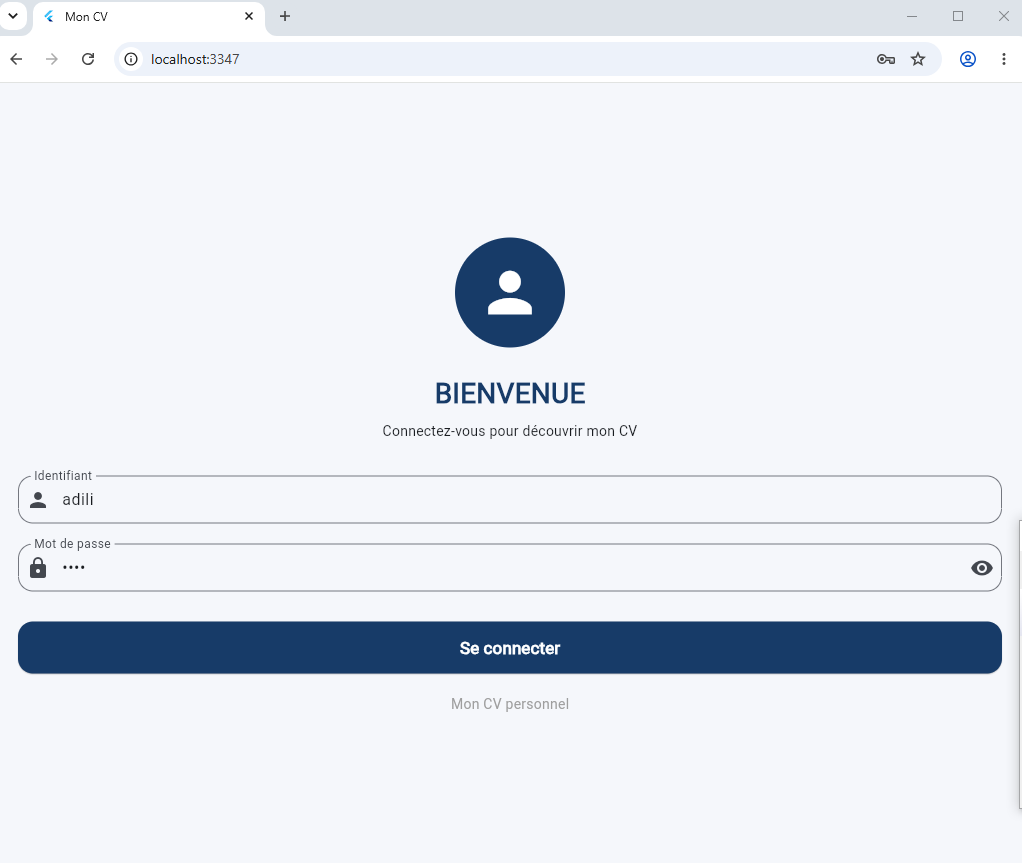 Mon CV
localhost:3347
BIENVENUE
Connectez-vous pour découvrir mon CV
Identifiant
adili
Mot de passe
••••
Se connecter
Mon CV personnel